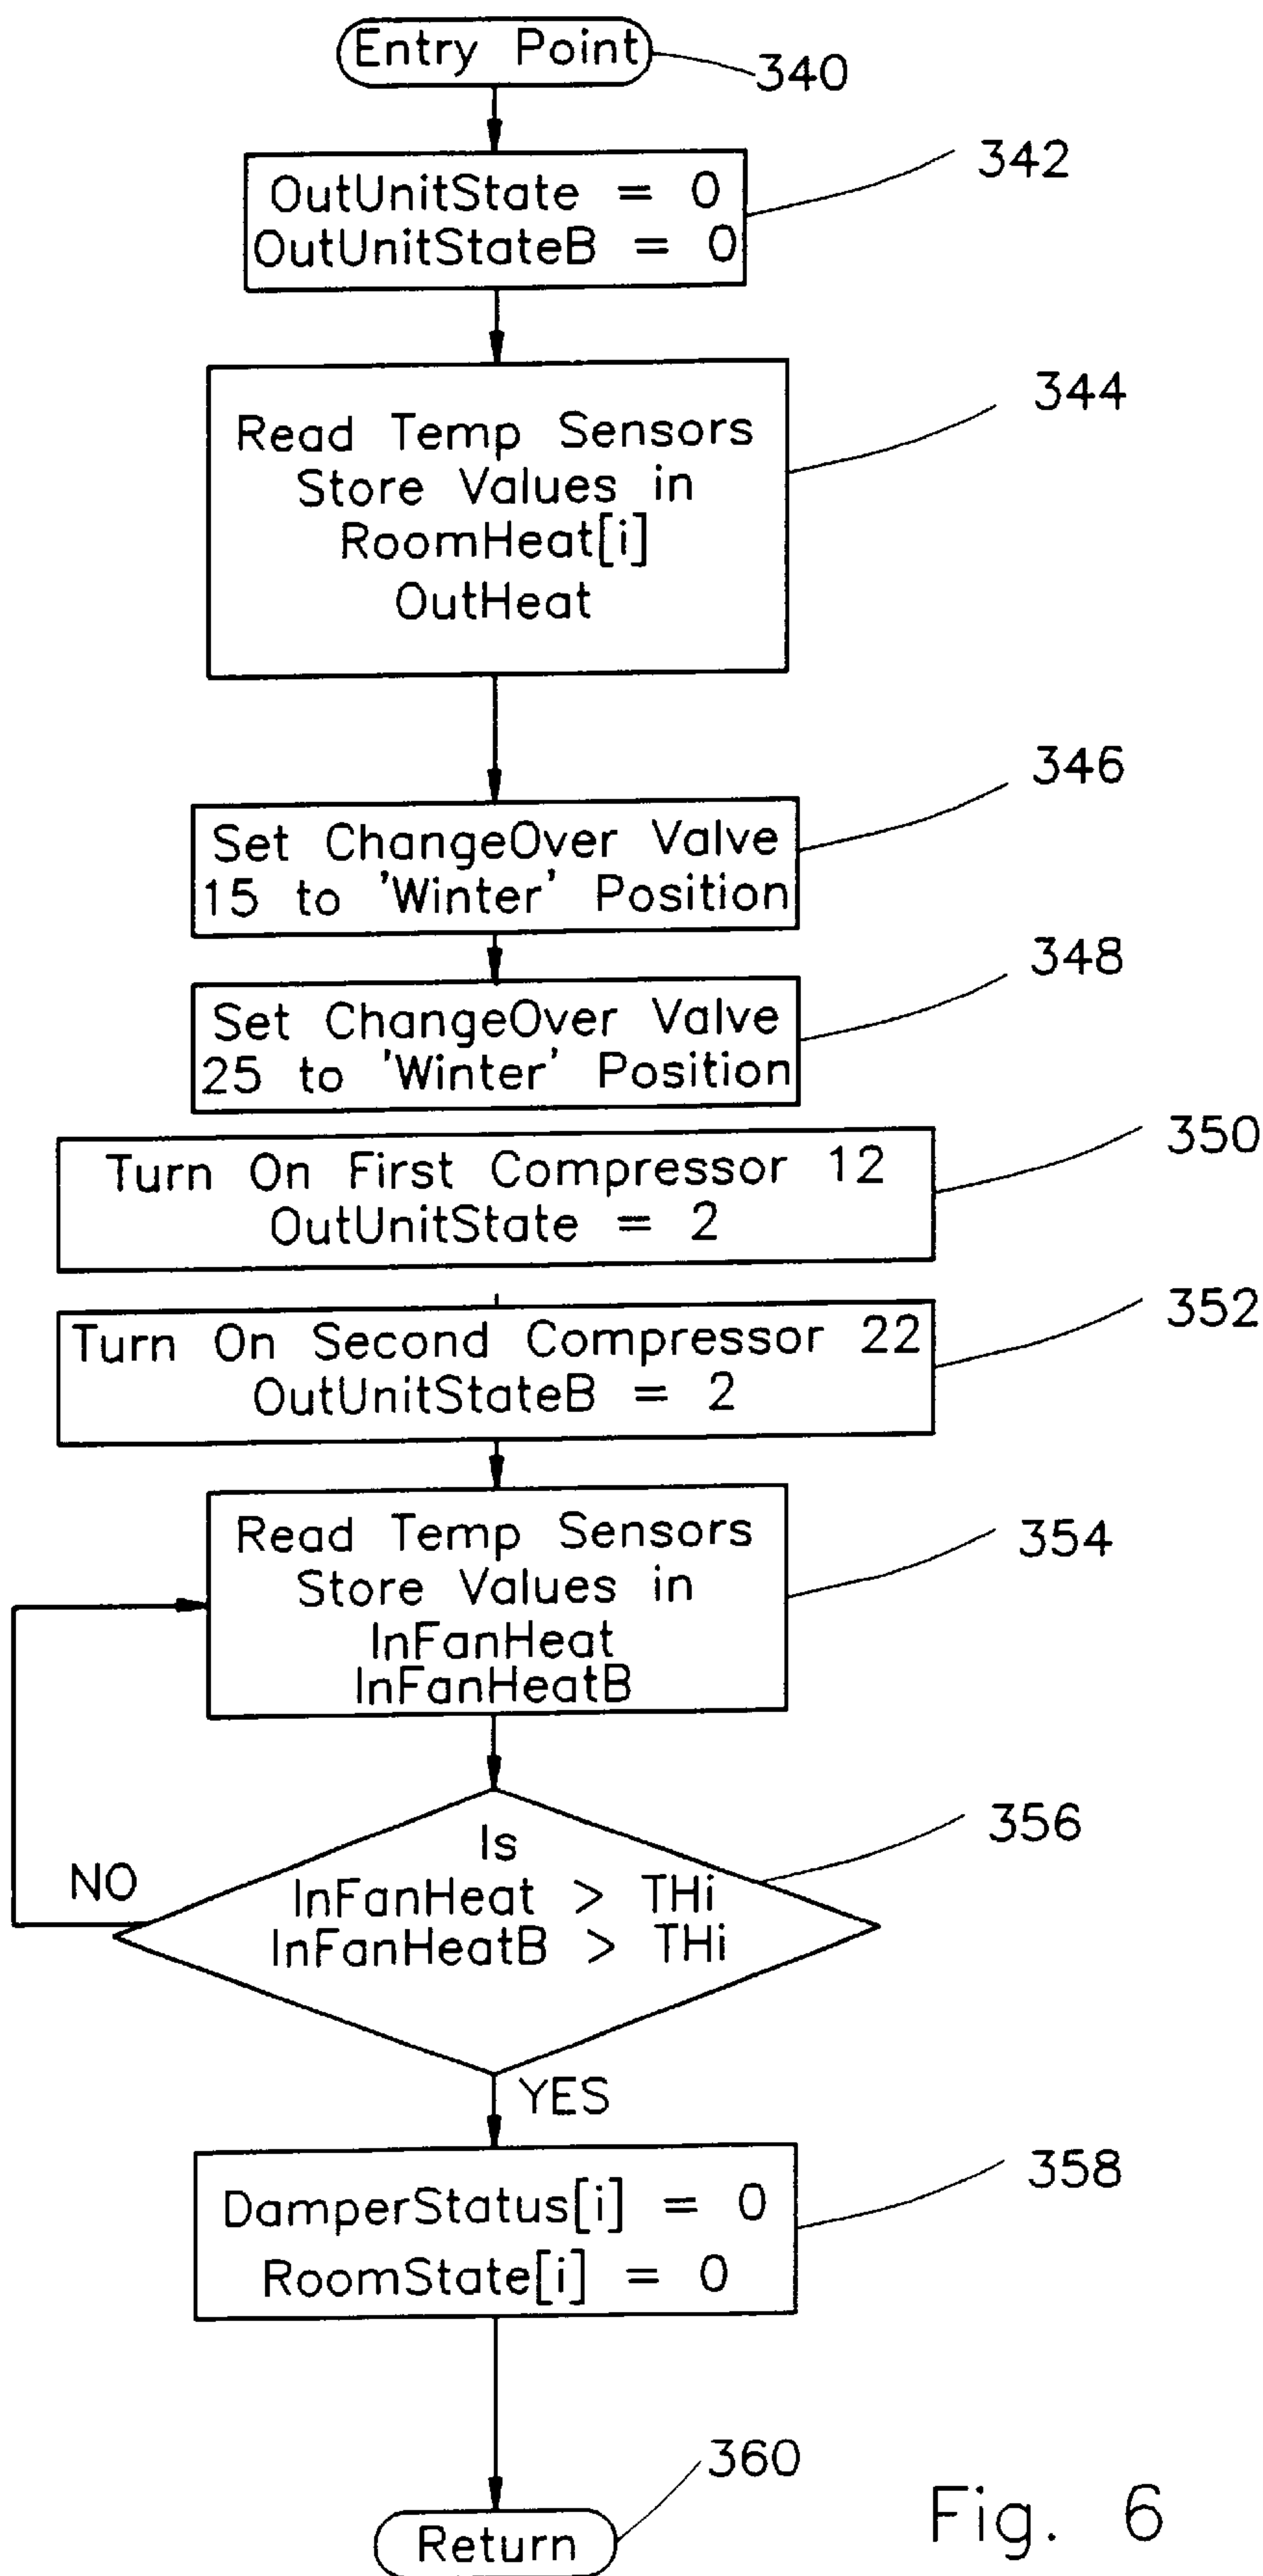 Entry Point
340
342
OutUnitState = 0
OutUnitStateB = 0
344
Read Temp Sensors
Store Values in
RoomHeat[i]
OutHeat
346
Set ChangeOver Valve
15 to 'Winter' Position
348
Set ChangeOver Valve
25 to 'Winter' Position
350
Turn On First Compressor 12
OutUnitState = 2
352
Turn On Second Compressor 22
OutUnitStateB = 2
354
Read Temp Sensors
Store Values in
InFanHeat
InFanHeatB
356
Is
InFanHeat > THi
InFanHeatB > THi
NO
YES
358
DamperStatus[i] = 0
RoomState[i] = 0
360
Return
Fig. 6